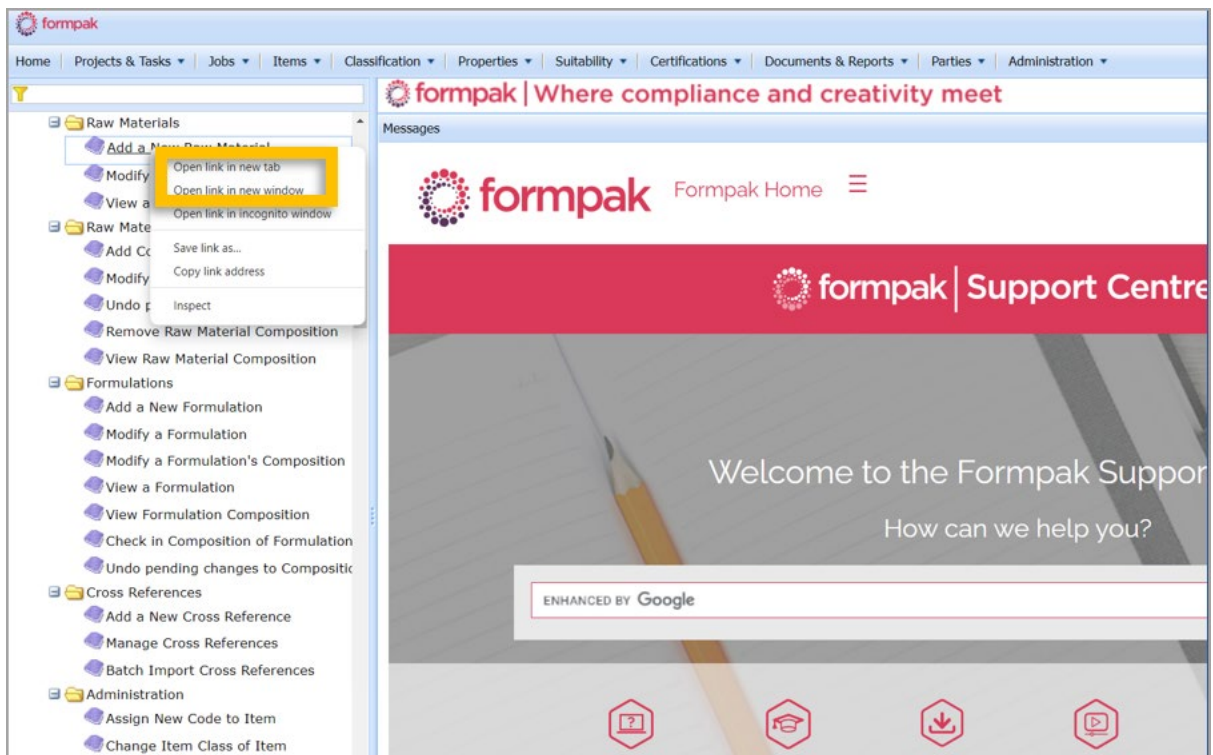 formpak
Home Projects & Tasks Jobs Items Classification Properties Suitability Certifications Documents & Reports Parties Administration
formpak | Where compliance and creativity meet
Messages
Raw Materials
Add a New Raw Material
Modify
View a
Raw Mate
Add Co
Modify
Undo p
Remove Raw Material Composition
View Raw Material Composition
Formulations
Add a New Formulation
Modify a Formulation
Modify a Formulation's Composition
View a Formulation
View Formulation Composition
Check in Composition of Formulation
Undo pending changes to Compositic
Cross References
Add a New Cross Reference
Manage Cross References
Batch Import Cross References
Administration
Assign New Code to Item
Change Item Class of Item
Open link in new tab
Open link in new window
Open link in incognito window
Save link as...
Copy link address
Inspect
formpak Formpak Home
formpak | Support Centre
Welcome to the Formpak Suppor
How can we help you?
ENHANCED BY Google